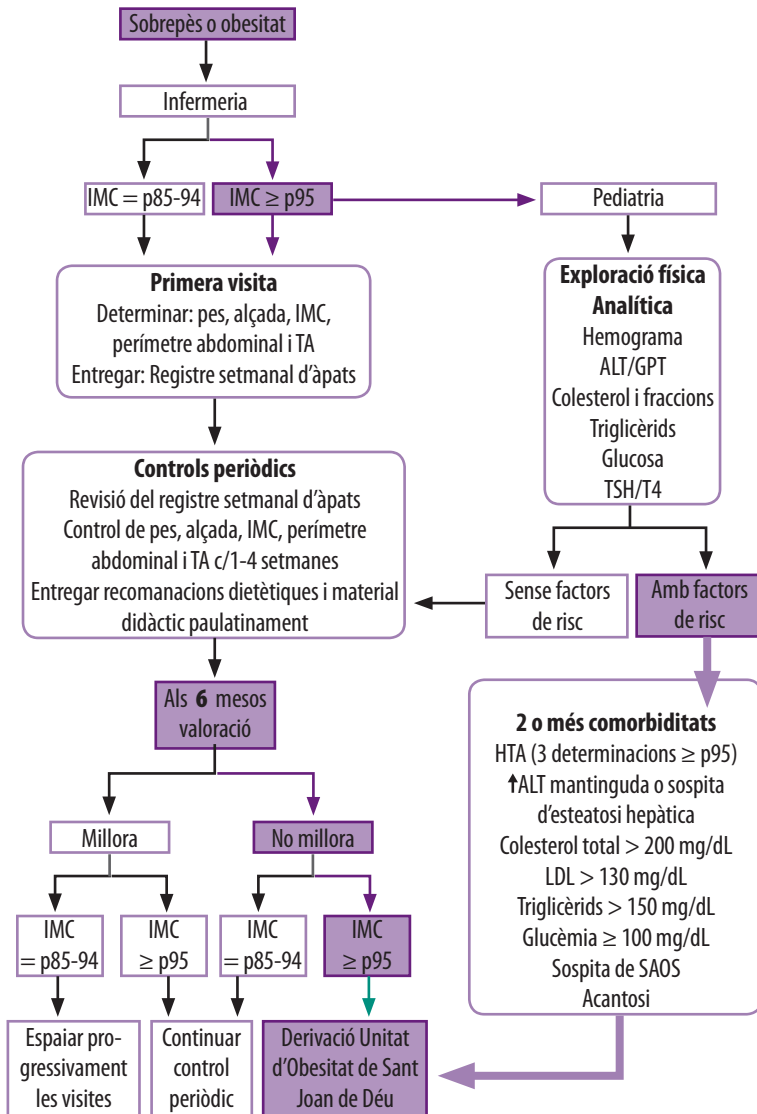 Sobrepès o obesitat
Infermeria
IMC = p85-94
IMC ≥ p95
Pediatria
Primera visita
Determinar: pes, alçada, IMC,
perímetre abdominal i TA
Entregar: Registre setmanal d'àpats
Exploració física
Analítica
Hemograma
ALT/GPT
Colesterol i fraccions
Triglicèrids
Glucosa
TSH/T4
Controls periòdics
Revisió del registre setmanal d'àpats
Control de pes, alçada, IMC, perímetre
abdominal i TA c/1-4 setmanes
Entregar recomanacions dietètiques i material
didàctic paulatinament
Sense factors
de risc
Amb factors
de risc
Als 6 mesos
valoració
2 o més comorbiditats
HTA (3 determinacions ≥ p95)
↑ALT mantinguda o sospita
d'esteatosi hepàtica
Colesterol total > 200 mg/dL
LDL > 130 mg/dL
Triglicèrids > 150 mg/dL
Glucèmia ≥ 100 mg/dL
Sospita de SAOS
Acantosi
Millora
No millora
IMC
= p85-94
IMC
≥ p95
IMC
= p85-94
IMC
≥ p95
Espaiar pro-
gressivament
les visites
Continuar
control
periòdic
Derivació Unitat
d'Obesitat de Sant
Joan de Déu